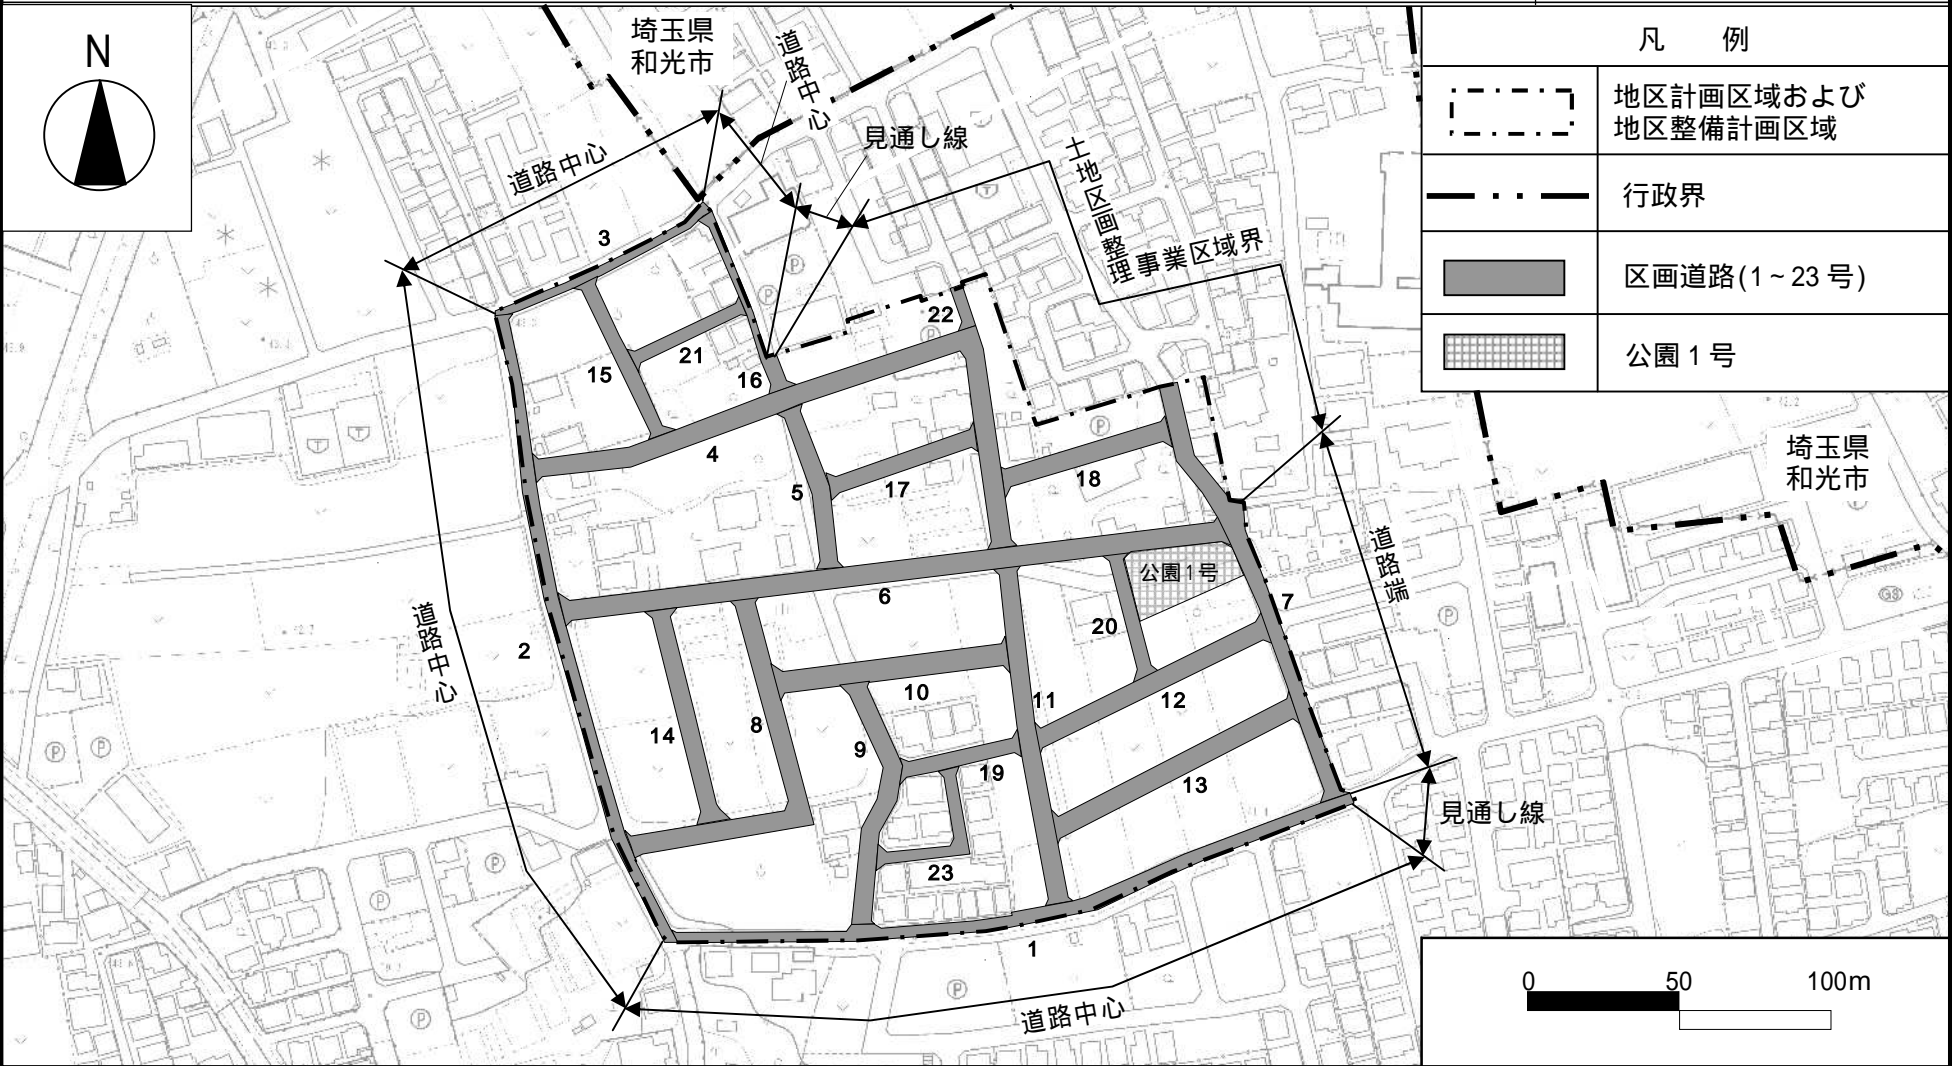 N
埼玉県
和光市
道路中心
道路中心
見通し線
土地区画整理事業区域界
凡 例
地区計画区域および
地区整備計画区域
行政界
区画道路(1~23号)
公園1号
埼玉県
和光市
3
22
21
15
16
4
5
17
18
公園1号
6
7
20
道路端
道路中心
2
10
11
12
14
8
9
19
13
見通し線
23
1
道路中心
0 50 100m
P
P
P
P
P
P
P
P
P
P
P
P
T
T
T